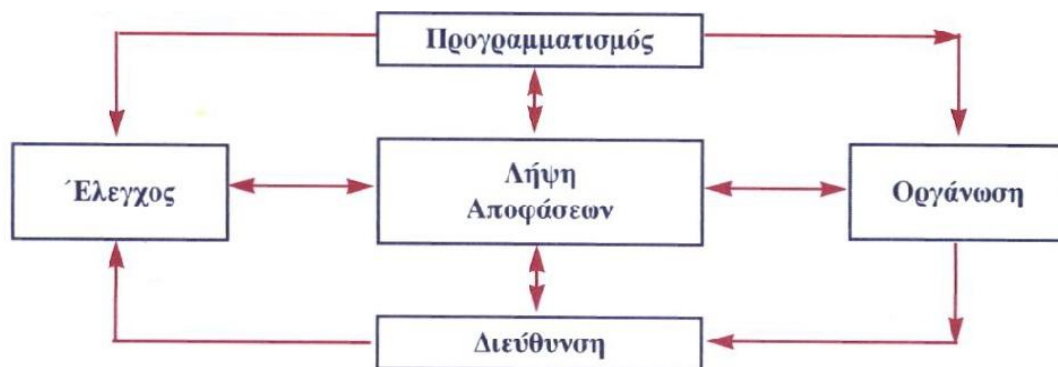 Προγραμματισμός
Έλεγχος
Λήψη
Αποφάσεων
Οργάνωση
Διεύθυνση